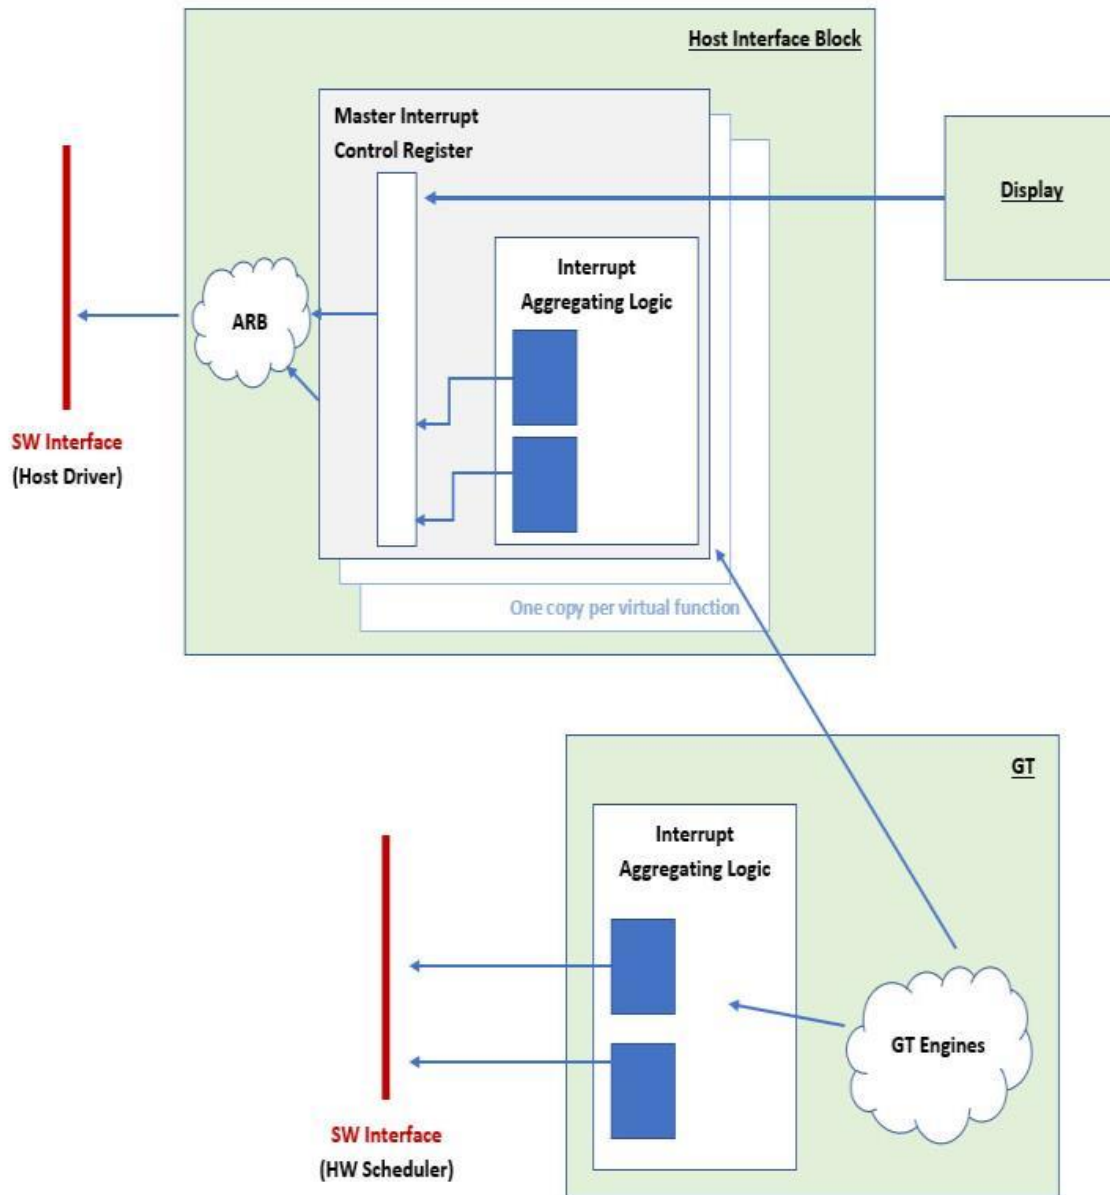 Host Interface Block
Master Interrupt
Control Register
Display
Interrupt
Aggregating Logic
ARB
SW Interface
(Host Driver)
One copy per virtual function
GT
Interrupt
Aggregating Logic
GT Engines
SW Interface
(HW Scheduler)